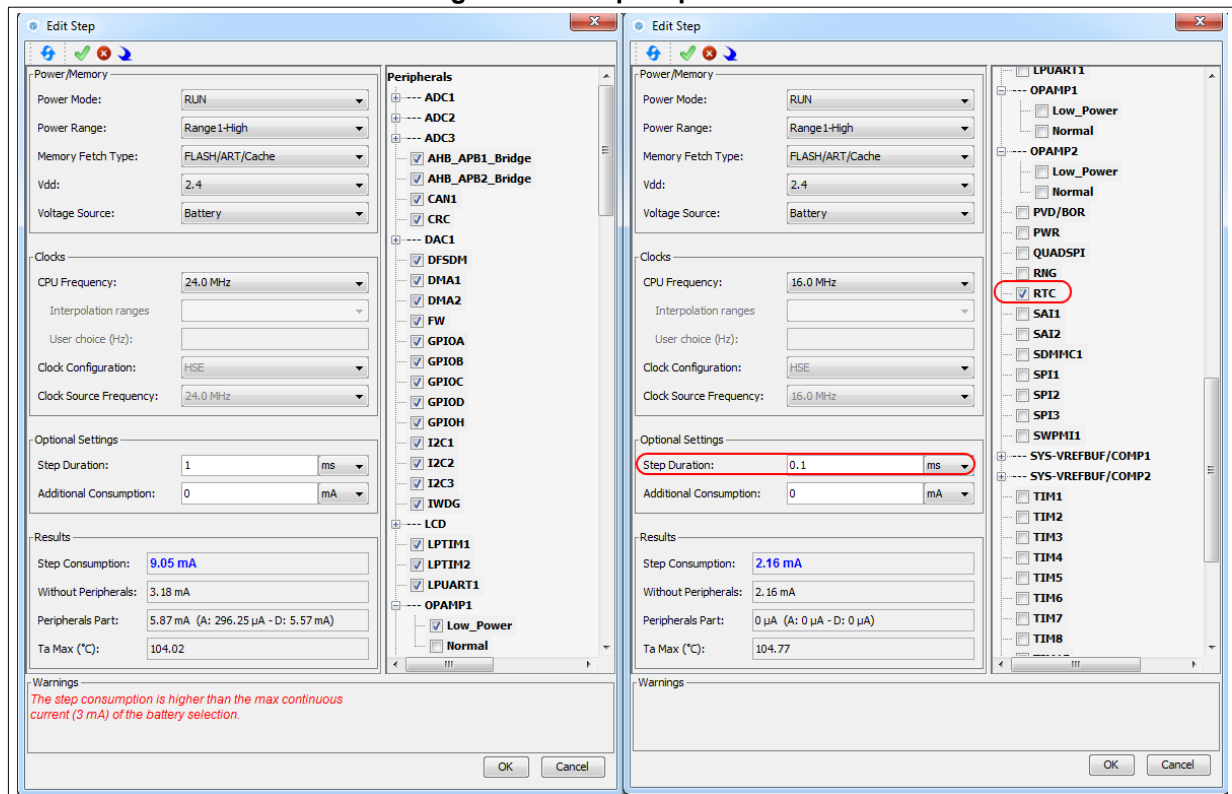 Edit Step
Power/Memory
Power Mode: RUN
Power Range: Range1-High
Memory Fetch Type: FLASH/ART/Cache
Vdd: 2.4
Voltage Source: Battery
Clocks
CPU Frequency: 24.0 MHz
Interpolation ranges
User choice (Hz):
Clock Configuration: HSE
Clock Source Frequency: 24.0 MHz
Optional Settings
Step Duration: 1 ms
Additional Consumption: 0 mA
Results
Step Consumption: 9.05 mA
Without Peripherals: 3.18 mA
Peripherals Part: 5.87 mA (A: 296.25 µA - D: 5.57 mA)
Ta Max (°C): 104.02
Peripherals
ADC1
ADC2
ADC3
AHB_APB1_Bridge
AHB_APB2_Bridge
CAN1
CRC
DAC1
DFSDM
DMA1
DMA2
FW
GPIOA
GPIOB
GPIOC
GPIOD
GPIOH
I2C1
I2C2
I2C3
IWDG
LCD
LPTIM1
LPTIM2
LPUART1
OPAMP1
Low_Power
Normal
Warnings
The step consumption is higher than the max continuous
current (3 mA) of the battery selection.
OK Cancel
Edit Step
Power/Memory
Power Mode: RUN
Power Range: Range1-High
Memory Fetch Type: FLASH/ART/Cache
Vdd: 2.4
Voltage Source: Battery
Clocks
CPU Frequency: 16.0 MHz
Interpolation ranges
User choice (Hz):
Clock Configuration: HSE
Clock Source Frequency: 16.0 MHz
Optional Settings
Step Duration: 0.1 ms
Additional Consumption: 0 mA
Results
Step Consumption: 2.16 mA
Without Peripherals: 2.16 mA
Peripherals Part: 0 µA (A: 0 µA - D: 0 µA)
Ta Max (°C): 104.77
LPUART1
OPAMP1
Low_Power
Normal
OPAMP2
Low_Power
Normal
PVD/BOR
PWR
QUADSPI
RNG
RTC
SAI1
SAI2
SDMMC1
SPI1
SPI2
SPI3
SWPMI1
SYS-VREFBUF/COMP1
SYS-VREFBUF/COMP2
TIM1
TIM2
TIM3
TIM4
TIM5
TIM6
TIM7
TIM8
Warnings
OK Cancel